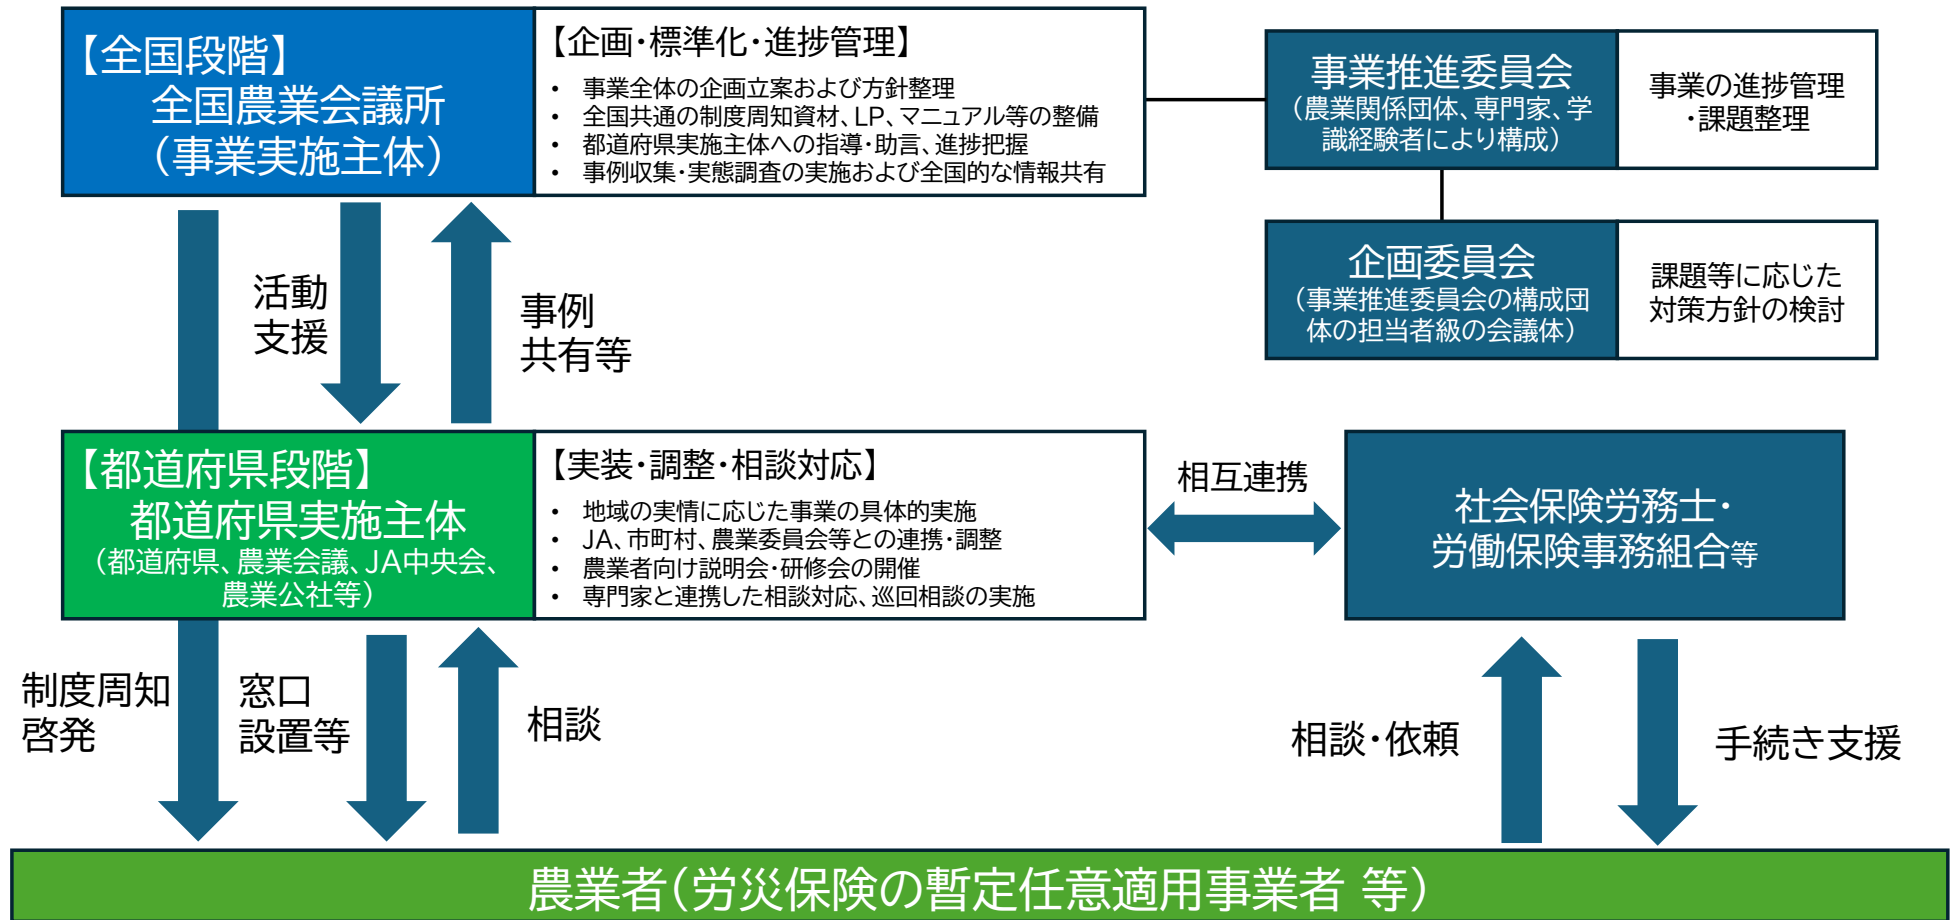 【全国段階】
全国農業会議所
（事業実施主体）
【企画・標準化・進捗管理】
• 事業全体の企画立案および方針整理
• 全国共通の制度周知資材、LP、マニュアル等の整備
• 都道府県実施主体への指導・助言、進捗把握
• 事例収集・実態調査の実施および全国的な情報共有
事業推進委員会
（農業関係団体、専門家、学
識経験者により構成）
事業の進捗管理
・課題整理
企画委員会
（事業推進委員会の構成団
体の担当者級の会議体）
課題等に応じた
対策方針の検討
活動
支援
事例
共有等
【都道府県段階】
都道府県実施主体
（都道府県、農業会議、JA中央会、
農業公社等）
【実装・調整・相談対応】
• 地域の実情に応じた事業の具体的実施
• JA、市町村、農業委員会等との連携・調整
• 農業者向け説明会・研修会の開催
• 専門家と連携した相談対応、巡回相談の実施
相互連携
社会保険労務士・
労働保険事務組合等
制度周知
啓発
窓口
設置等
相談
相談・依頼
手続き支援
農業者（労災保険の暫定任意適用事業者 等）